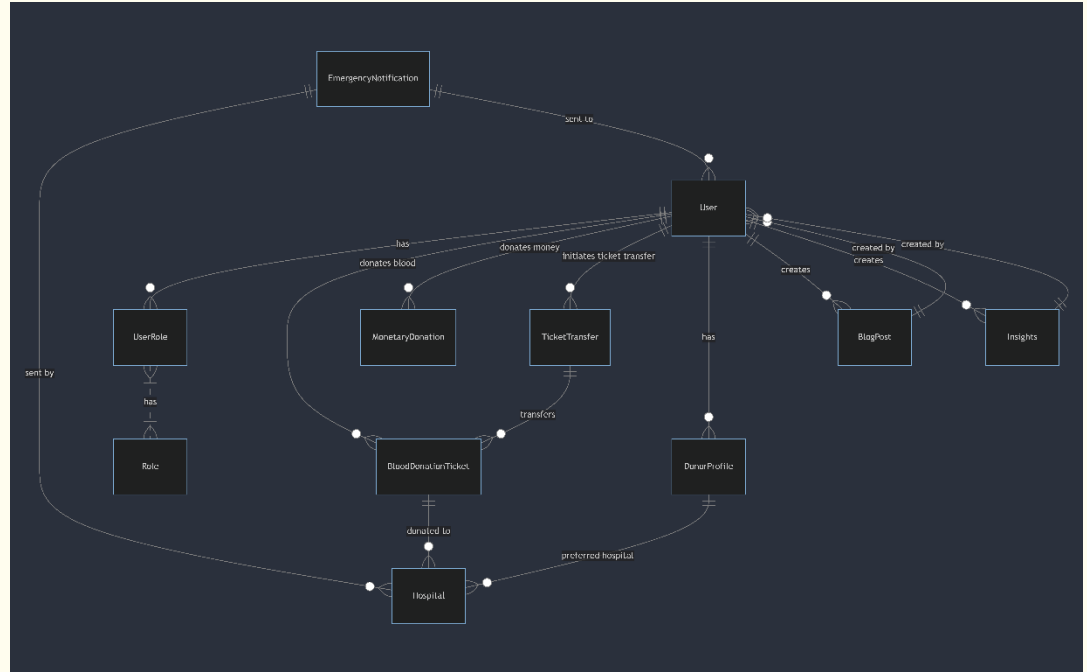 EmergencyNotification
sent to
User
has
donates money
created by
created by
initiates ticket transfer
donates blood
creates
creates
UserRole
MonetaryDonation
TicketTransfer
has
BlogPost
Insights
sent by
has
transfers
Role
BloodDonationTicket
DonorProfile
donated to
preferred hospital
Hospital